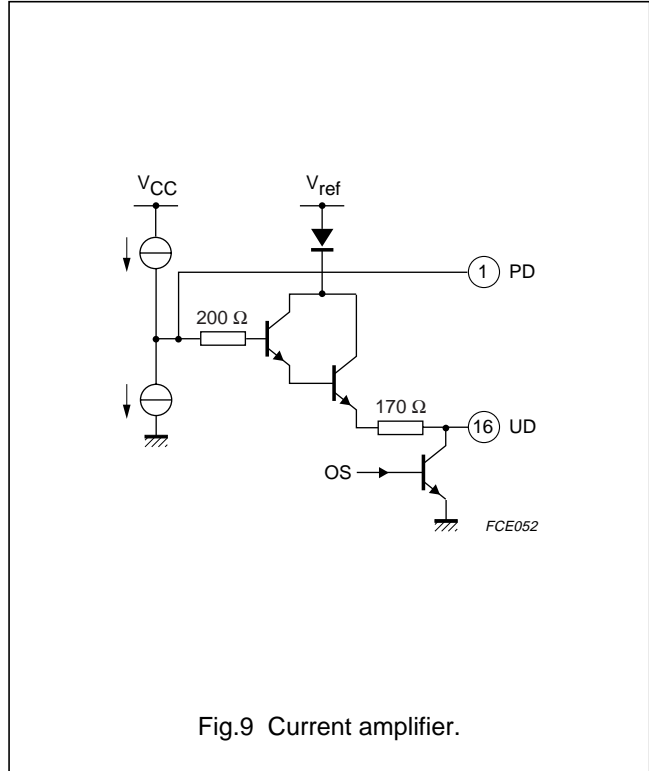 VCC
Vref
1 PD
200 Ω
170 Ω
16 UD
OS
FCE052
Fig.9 Current amplifier.